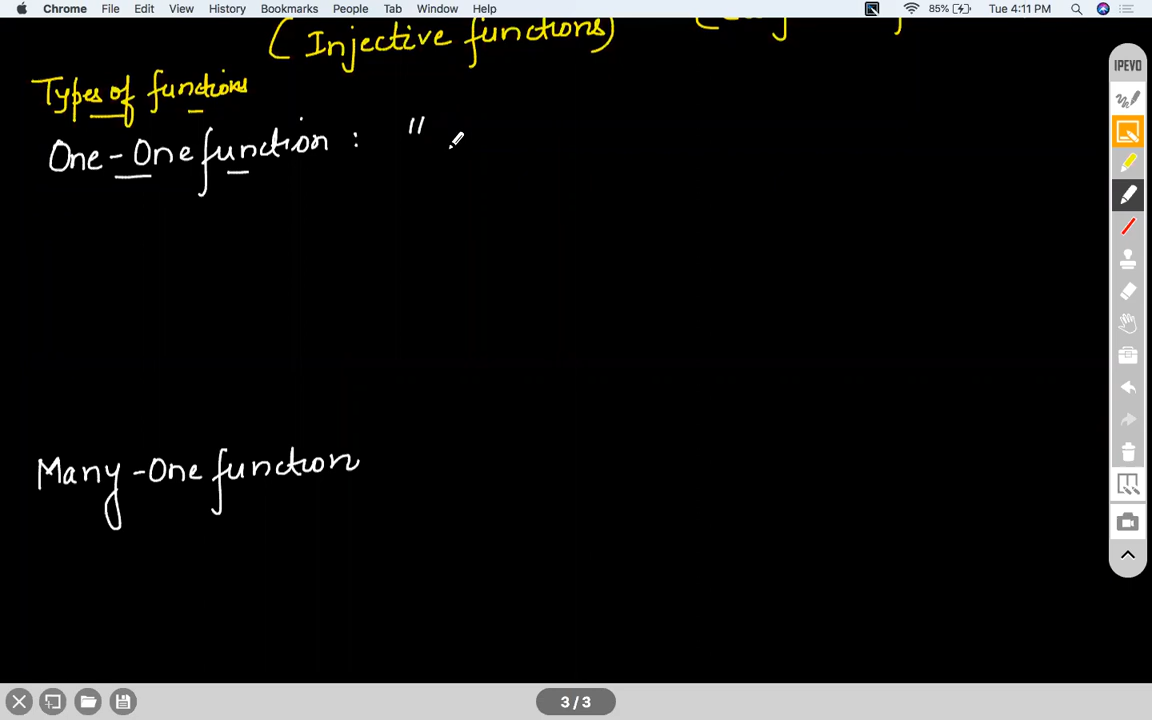 Chrome File Edit View History Bookmarks People Tab Window Help 85% Tue 4:11 PM
(Injective functions)
IPEVO
Types of functions
One-One function : "
Many-One function
3/3